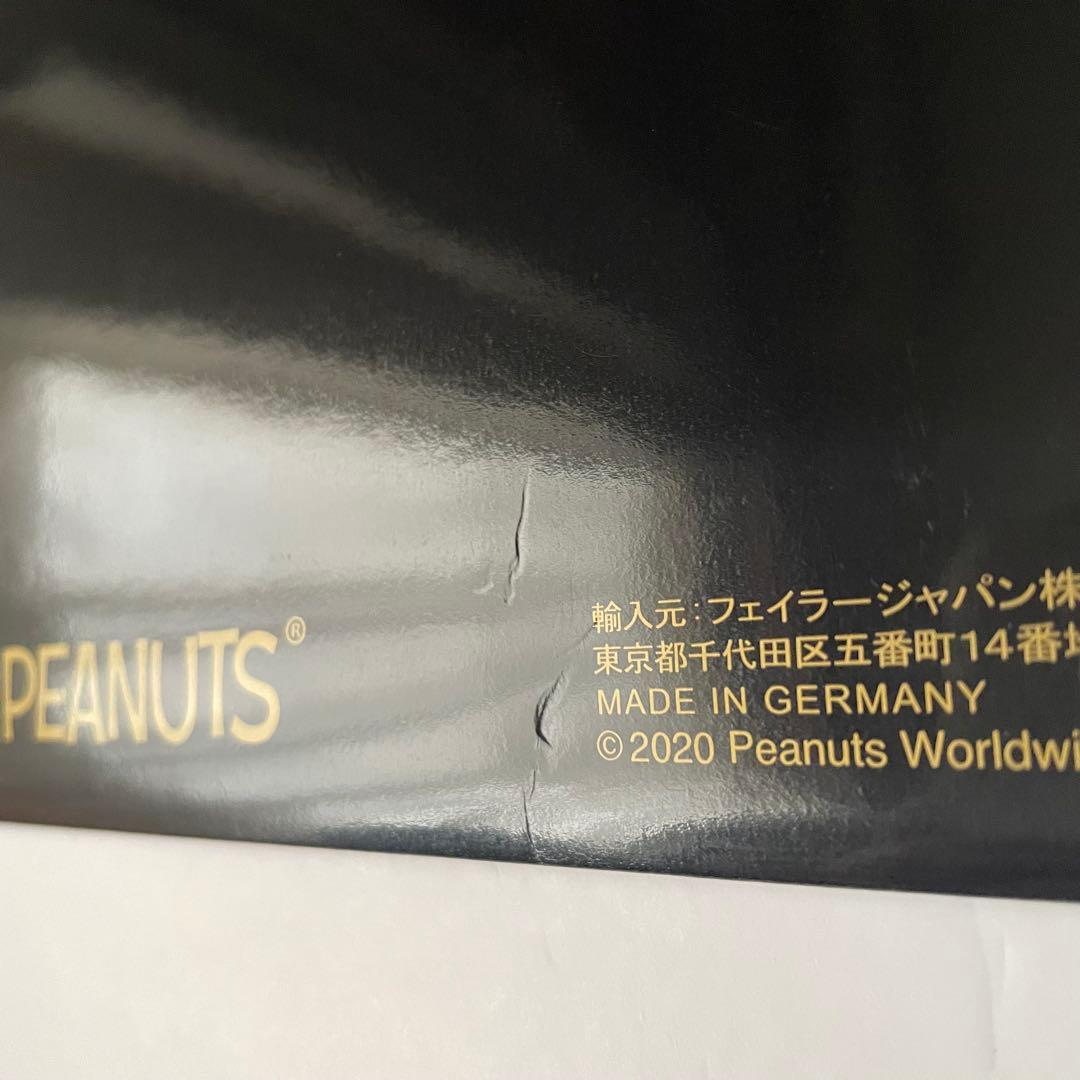 PEANUTS®
輸入元:フェイラージャパン株
東京都千代田区五番町14番
MADE IN GERMANY
©2020 Peanuts Worldwi